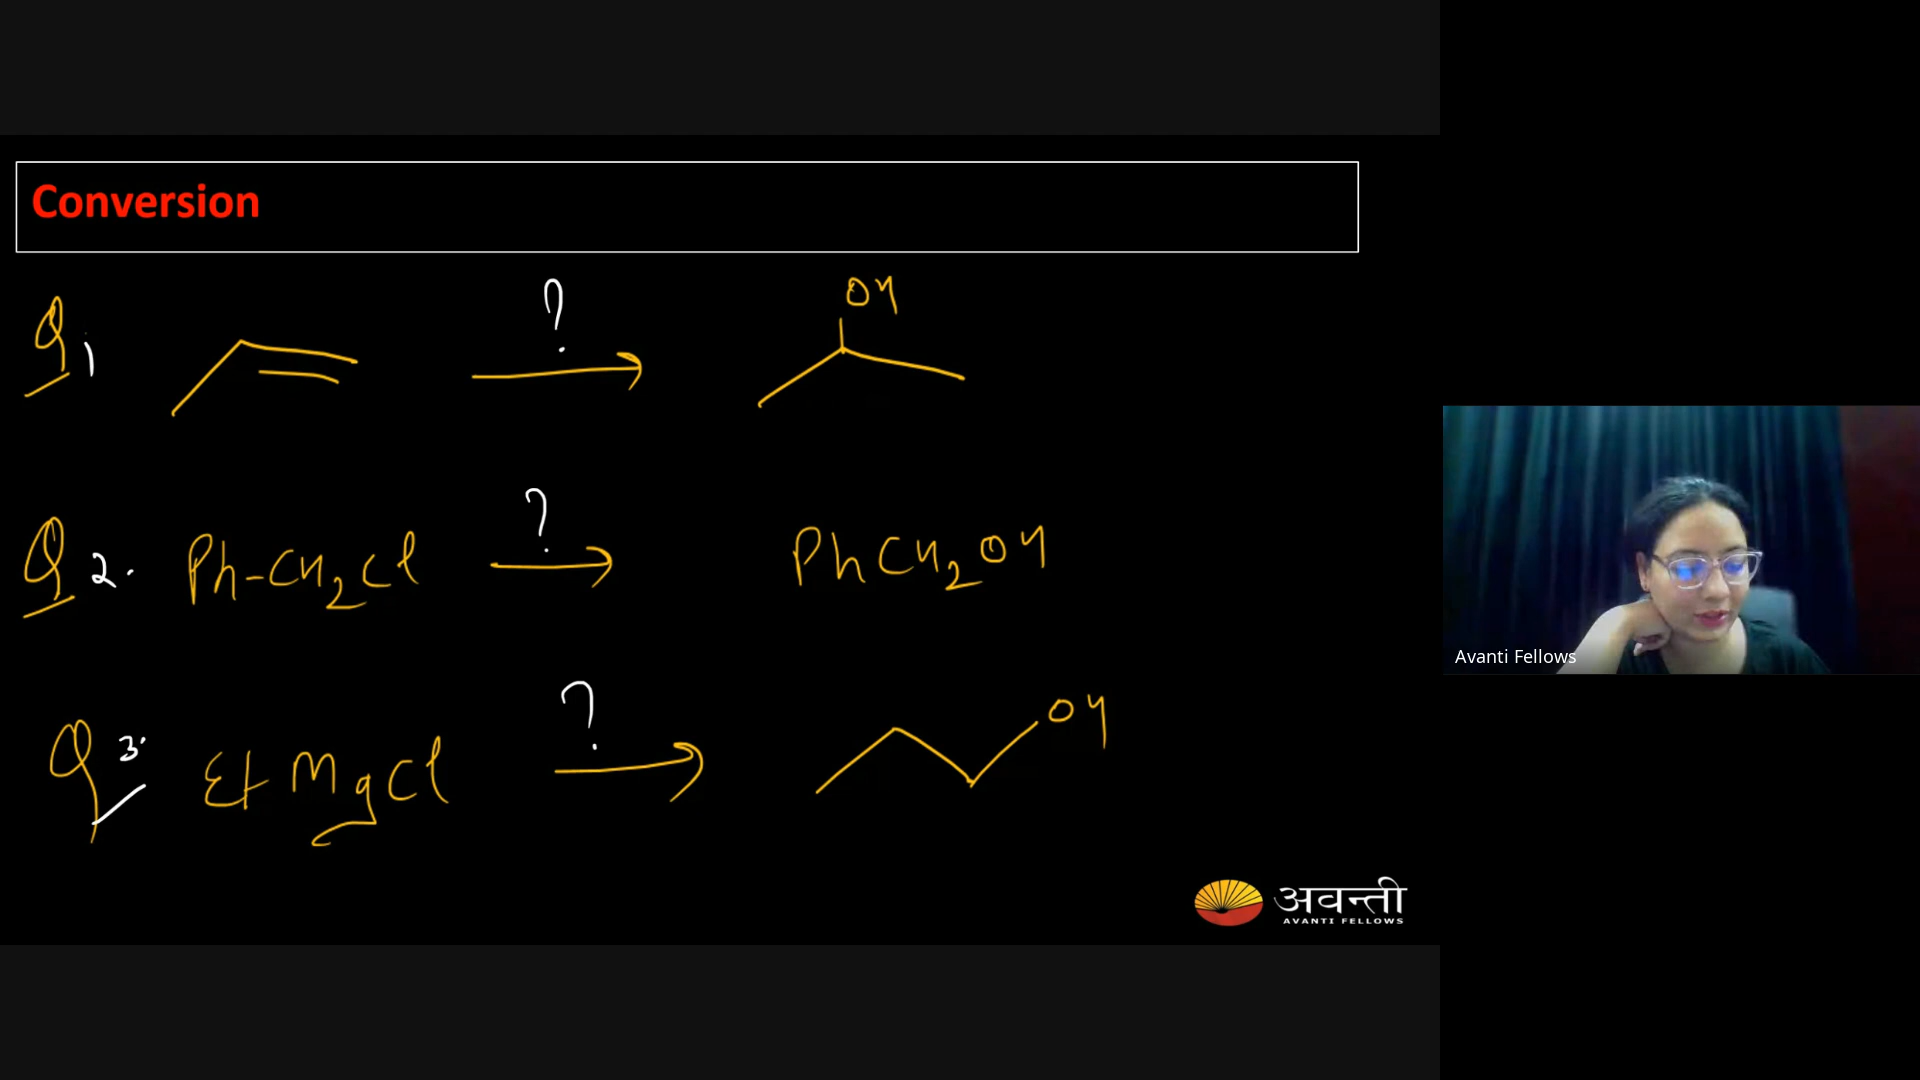 Conversion
Q1 ? OH
Q2. Ph-CH2Cl ? PhCH2OH
Q3. EtMgCl ? OH
Avanti Fellows
अवन्ती
AVANTI FELLOWS